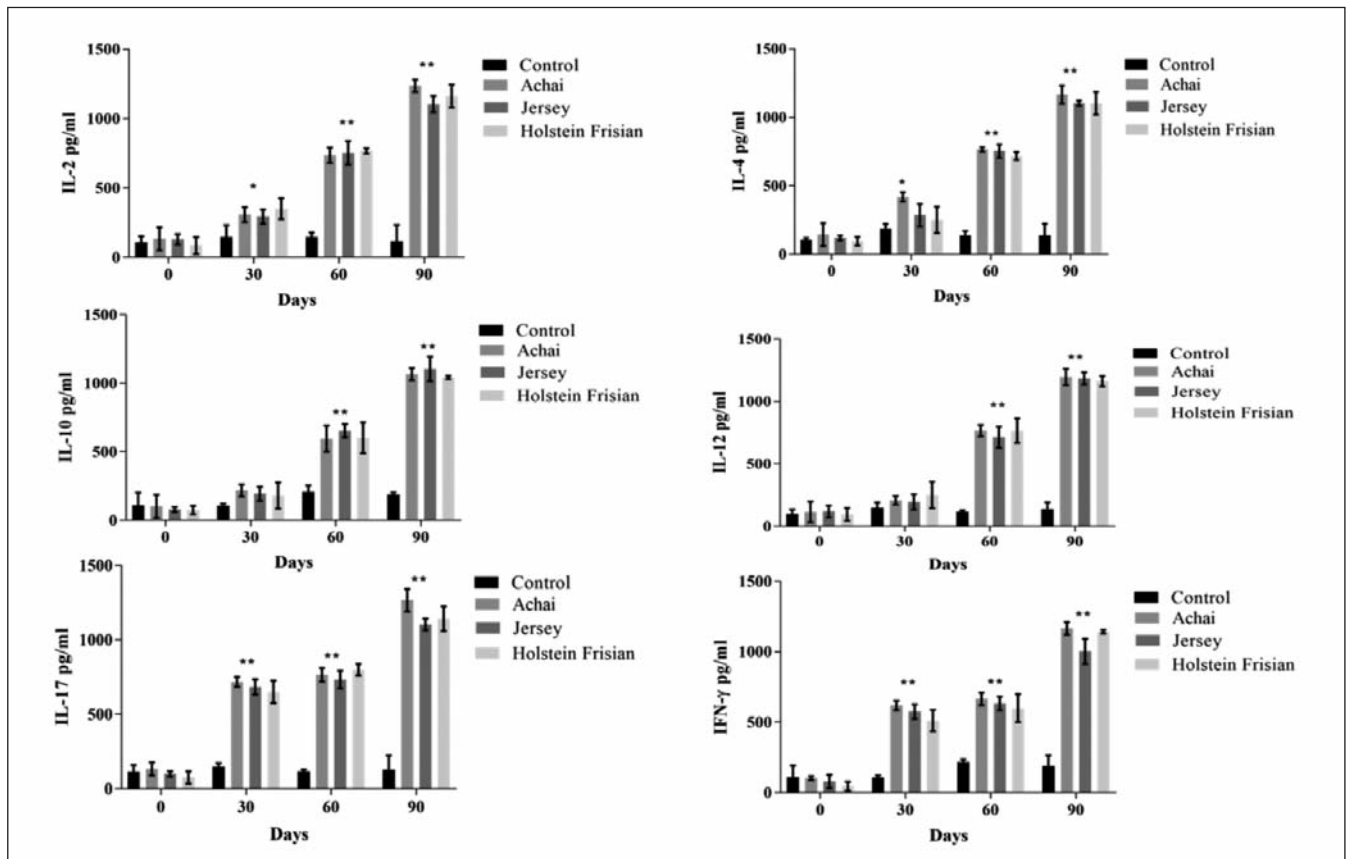 1500
1000
500
0
IL-2 pg/ml
*
**
**
0 30 60 90
Days
Control
Achai
Jersey
Holstein Frisian
1500
1000
500
0
IL-4 pg/ml
*
**
**
0 30 60 90
Days
Control
Achai
Jersey
Holstein Frisian
1500
1000
500
0
IL-10 pg/ml
**
**
0 30 60 90
Days
Control
Achai
Jersey
Holstein Frisian
1500
1000
500
0
IL-12 pg/ml
**
**
0 30 60 90
Days
Control
Achai
Jersey
Holstein Frisian
1500
1000
500
0
IL-17 pg/ml
**
**
**
0 30 60 90
Days
Control
Achai
Jersey
Holstein Frisian
1500
1000
500
0
IFN-γ pg/ml
**
**
**
0 30 60 90
Days
Control
Achai
Jersey
Holstein Frisian